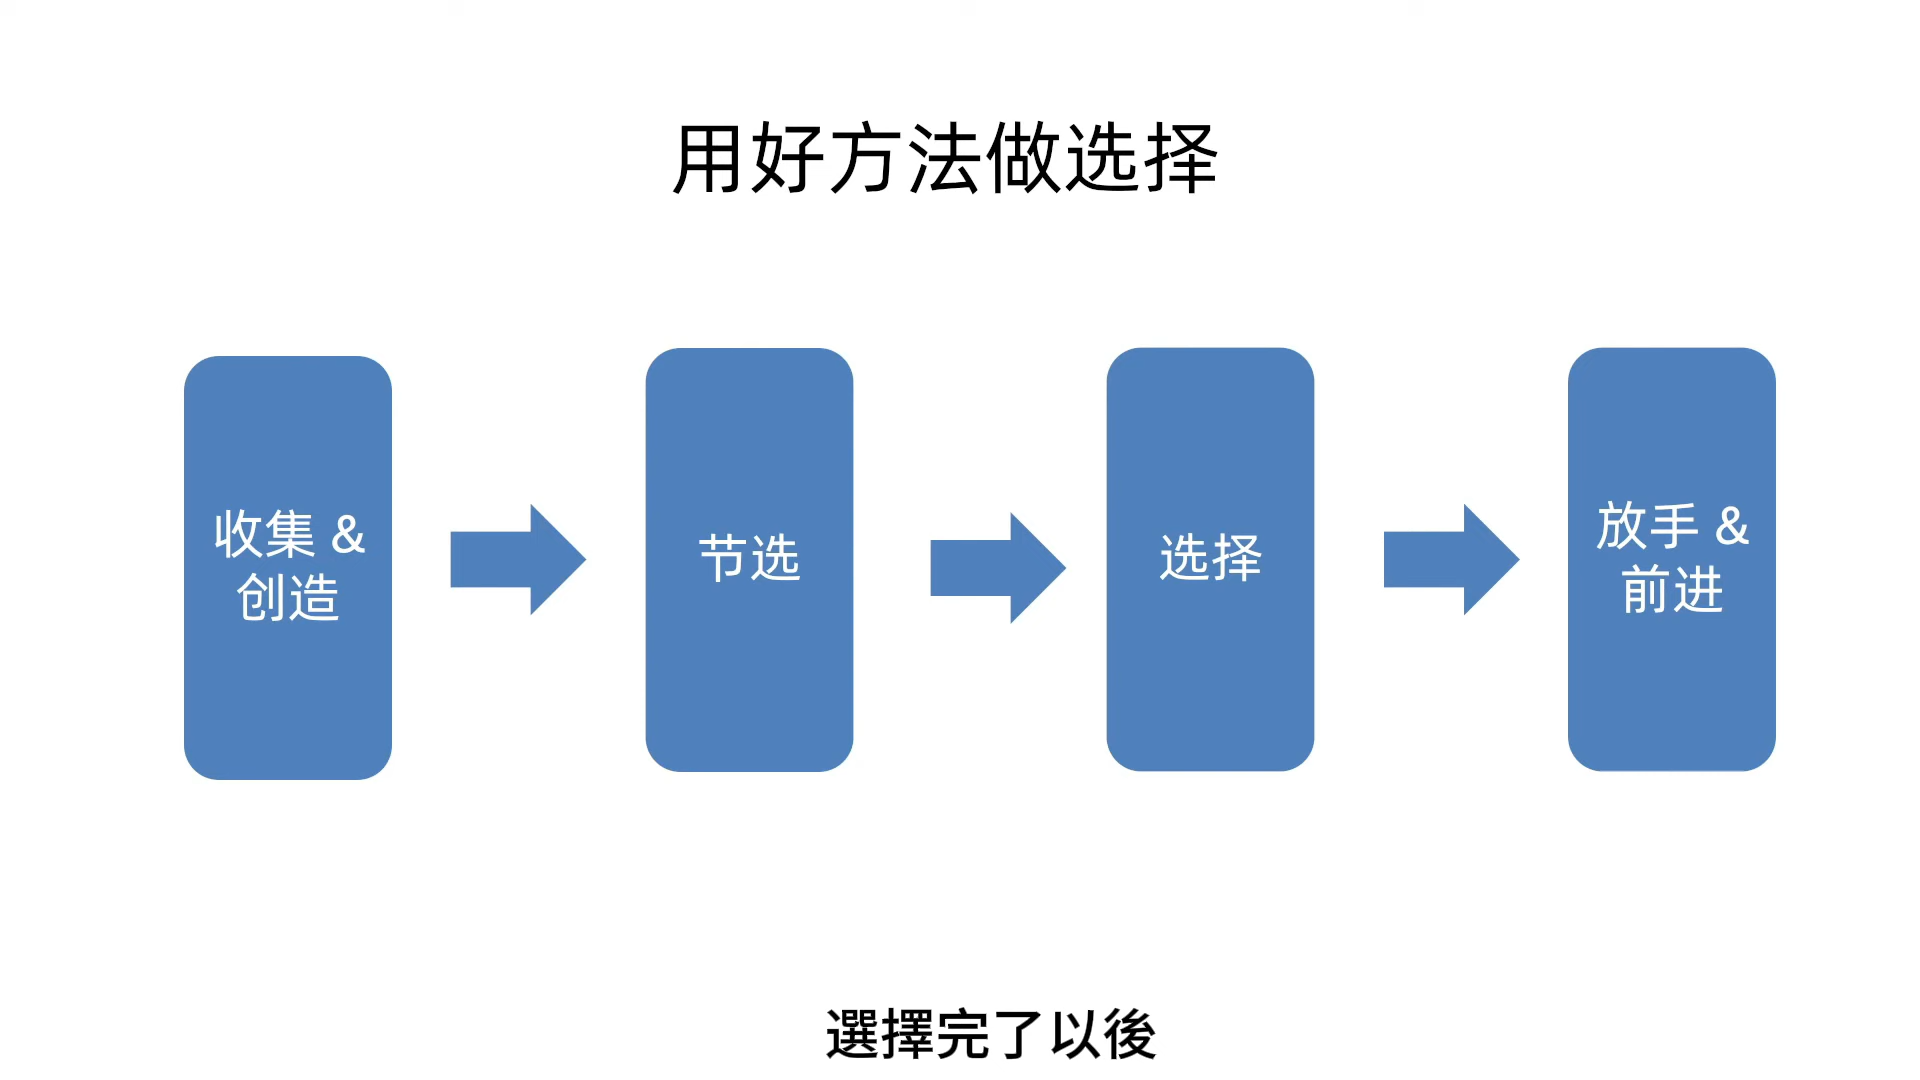 用好方法做选择
收集 &
创造
节选
选择
放手 &
前进
選擇完了以後